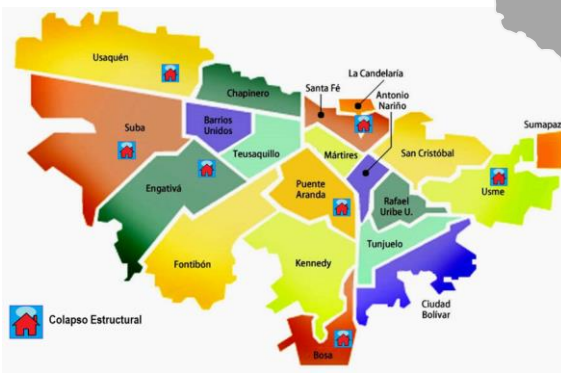 Usaquén
Chapinero
La Candelaría
Santa Fé
Antonio
Nariño
Suba
Barrios
Unidos
Teusaquillo
Mártires
San Cristóbal
Sumapaz
Engativá
Puente
Aranda
Rafael
Uribe U.
Usme
Fontibón
Kennedy
Tunjuelo
Ciudad
Bolívar
Colapso Estructural
Bosa